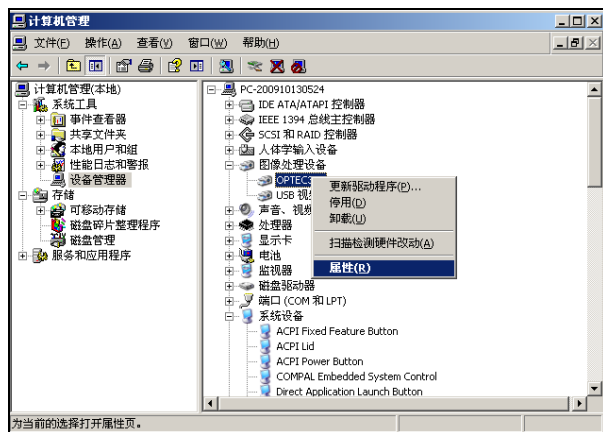 计算机管理
文件(F) 操作(A) 查看(V) 窗口(W) 帮助(H)
计算机管理(本地)
系统工具
事件查看器
共享文件夹
本地用户和组
性能日志和警报
设备管理器
存储
可移动存储
磁盘碎片整理程序
磁盘管理
服务和应用程序
PC-200910130524
IDE ATA/ATAPI 控制器
IEEE 1394 总线主控制器
SCSI 和 RAID 控制器
人体学输入设备
图像处理设备
USB
声音、
处理器
显示卡
电池
监视器
磁盘驱动器
端口 (COM 和 LPT)
系统设备
ACPI Fixed Feature Button
ACPI Lid
ACPI Power Button
COMPAL Embedded System Control
Direct Application Launch Button
更新驱动程序(P)...
停用(D)
卸载(U)
扫描检测硬件改动(A)
属性(R)
为当前的选择打开属性页。